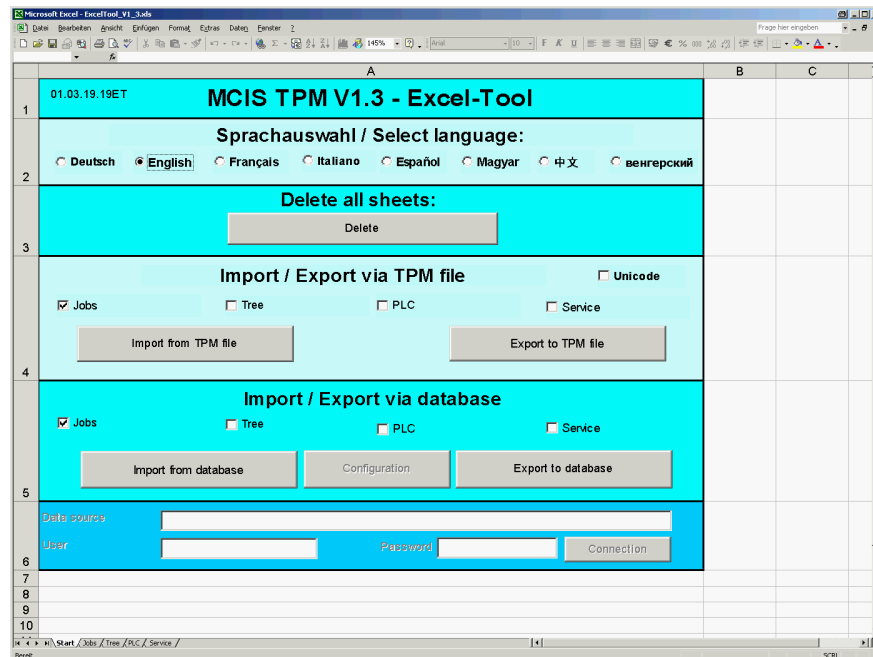 Microsoft Excel - ExcelTool_V1_3.xls
Datei Bearbeiten Ansicht Einfügen Format Extras Daten Fenster ? Frage hier eingeben
145% Arial 10 F K U
fx
A B C
1 01.03.19.19ET MCIS TPM V1.3 - Excel-Tool
Sprachauswahl / Select language:
Deutsch English Français Italiano Español Magyar 中文 венгерский
2
Delete all sheets:
Delete
3
Import / Export via TPM file Unicode
Jobs Tree PLC Service
Import from TPM file Export to TPM file
4
Import / Export via database
Jobs Tree PLC Service
Import from database Configuration Export to database
5
Data source
User Password Connection
6
7
8
9
10
Start Jobs Tree PLC Service
Bereit SCRL